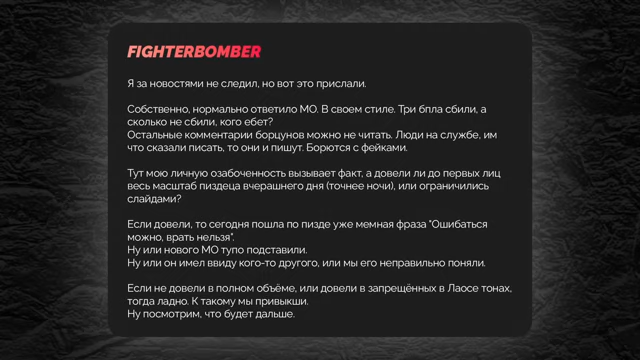 FIGHTERBOMBER
Я за новостями не следил, но вот это прислали.
Собственно, нормально ответило МО. В своем стиле. Три бпла сбили, а
сколько не сбили, кого ебет?
Остальные комментарии борцунов можно не читать. Люди на службе, им
что сказали писать, то они и пишут. Борются с фейками.
Тут мою личную озабоченность вызывает факт, а довели ли до первых лиц
весь масштаб пиздеца вчерашнего дня (точнее ночи), или ограничились
слайдами?
Если довели, то сегодня пошла по пизде уже мемная фраза "Ошибаться
можно, врать нельзя".
Ну или нового МО тупо подставили.
Ну или он имел ввиду кого-то другого, или мы его неправильно поняли.
Если не довели в полном объёме, или довели в запрещённых в Лаосе тонах,
тогда ладно. К такому мы привыкши.
Ну посмотрим, что будет дальше.